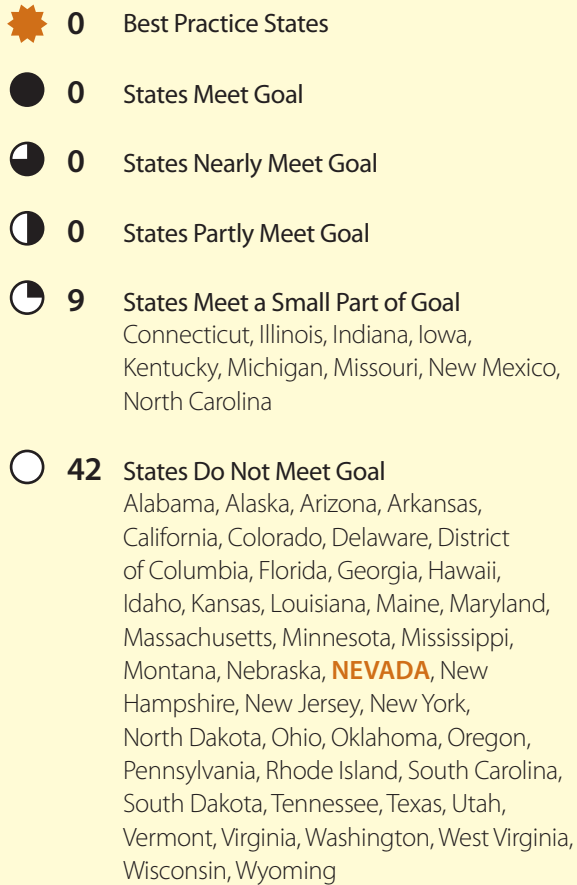 0 Best Practice States
0 States Meet Goal
0 States Nearly Meet Goal
0 States Partly Meet Goal
9 States Meet a Small Part of Goal
Connecticut, Illinois, Indiana, Iowa,
Kentucky, Michigan, Missouri, New Mexico,
North Carolina
42 States Do Not Meet Goal
Alabama, Alaska, Arizona, Arkansas,
California, Colorado, Delaware, District
of Columbia, Florida, Georgia, Hawaii,
Idaho, Kansas, Louisiana, Maine, Maryland,
Massachusetts, Minnesota, Mississippi,
Montana, Nebraska, NEVADA, New
Hampshire, New Jersey, New York,
North Dakota, Ohio, Oklahoma, Oregon,
Pennsylvania, Rhode Island, South Carolina,
South Dakota, Tennessee, Texas, Utah,
Vermont, Virginia, Washington, West Virginia,
Wisconsin, Wyoming